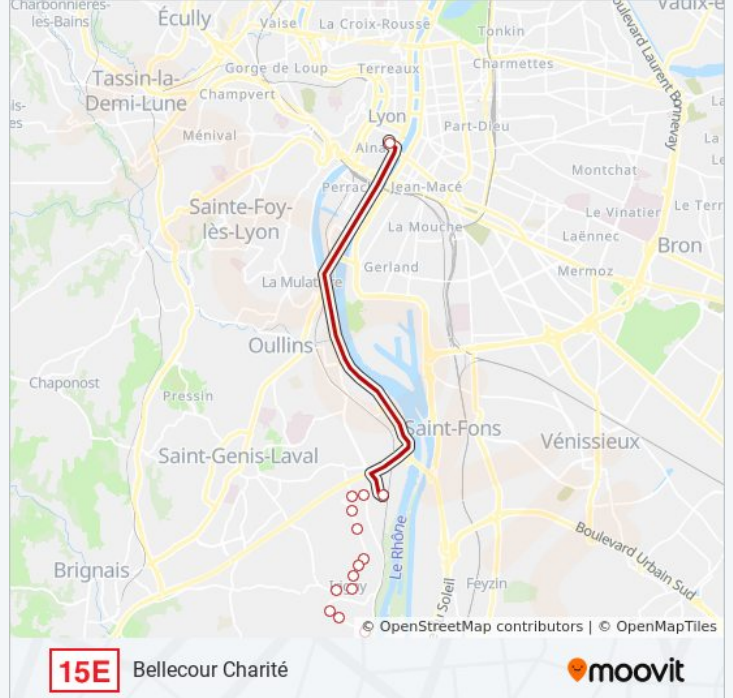 Charbonnières-
les-Bains
Écully
Vaise
La Croix-Rousse
Tonkin
Boulevard Laurent Bonnevay
Gorge de Loup
Terreaux
Charmettes
Tassin-la-
Demi-Lune
Champvert
Lyon
Part-Dieu
La
Ménival
Perrache
Jean-Macé
Montchat
La
Le
Sainte-Foy-
lès-Lyon
Le Vinatier
Le Terr
La Mouche
Laënnec
Bron
Gerland
Mermoz
Oullins
Chaponost
Pressin
Saint-Fons
Vénissieux
Saint-Genis-Laval
Le Rhône
Boulevard Urbain Sud
Brignais
Irigny
Feyzin
u Soleil
© OpenStreetMap contributors | © OpenMapTiles
15E
Bellecour Charité
moovit